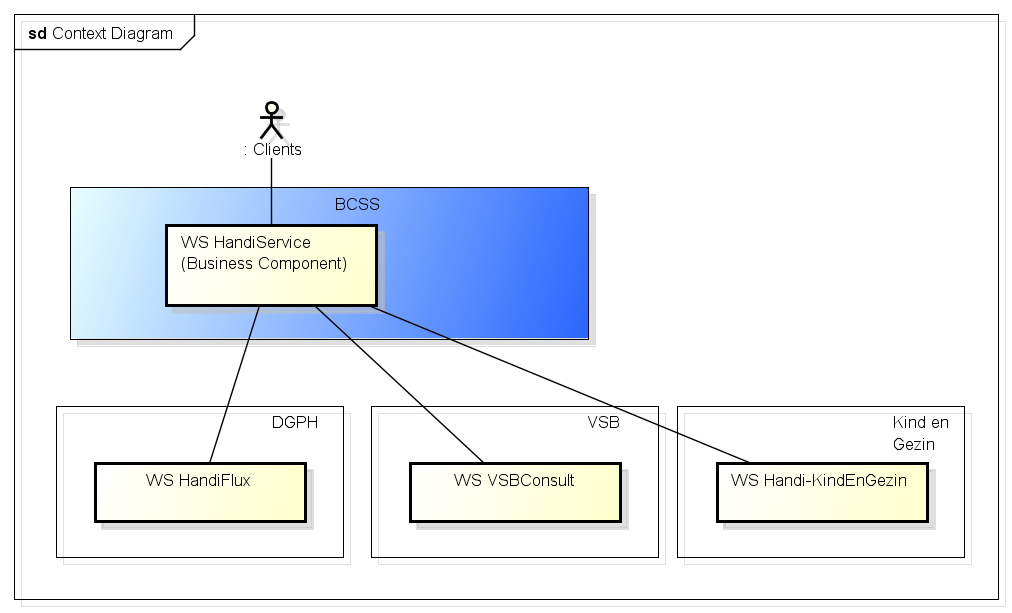 sd Context Diagram
: Clients
BCSS
WS HandiService
(Business Component)
DGPH
WS HandiFlux
VSB
WS VSBConsult
Kind en
Gezin
WS Handi-KindEnGezin